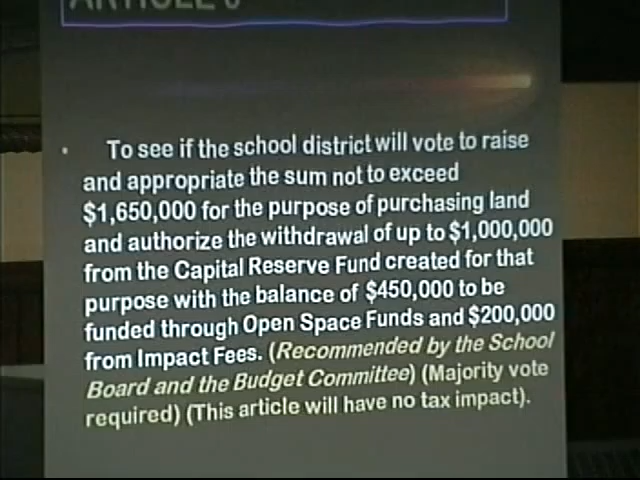 ARTICLE
• To see if the school district will vote to raise
and appropriate the sum not to exceed
$1,650,000 for the purpose of purchasing land
and authorize the withdrawal of up to $1,000,000
from the Capital Reserve Fund created for that
purpose with the balance of $450,000 to be
funded through Open Space Funds and $200,000
from Impact Fees. (Recommended by the School
Board and the Budget Committee) (Majority vote
required) (This article will have no tax impact).